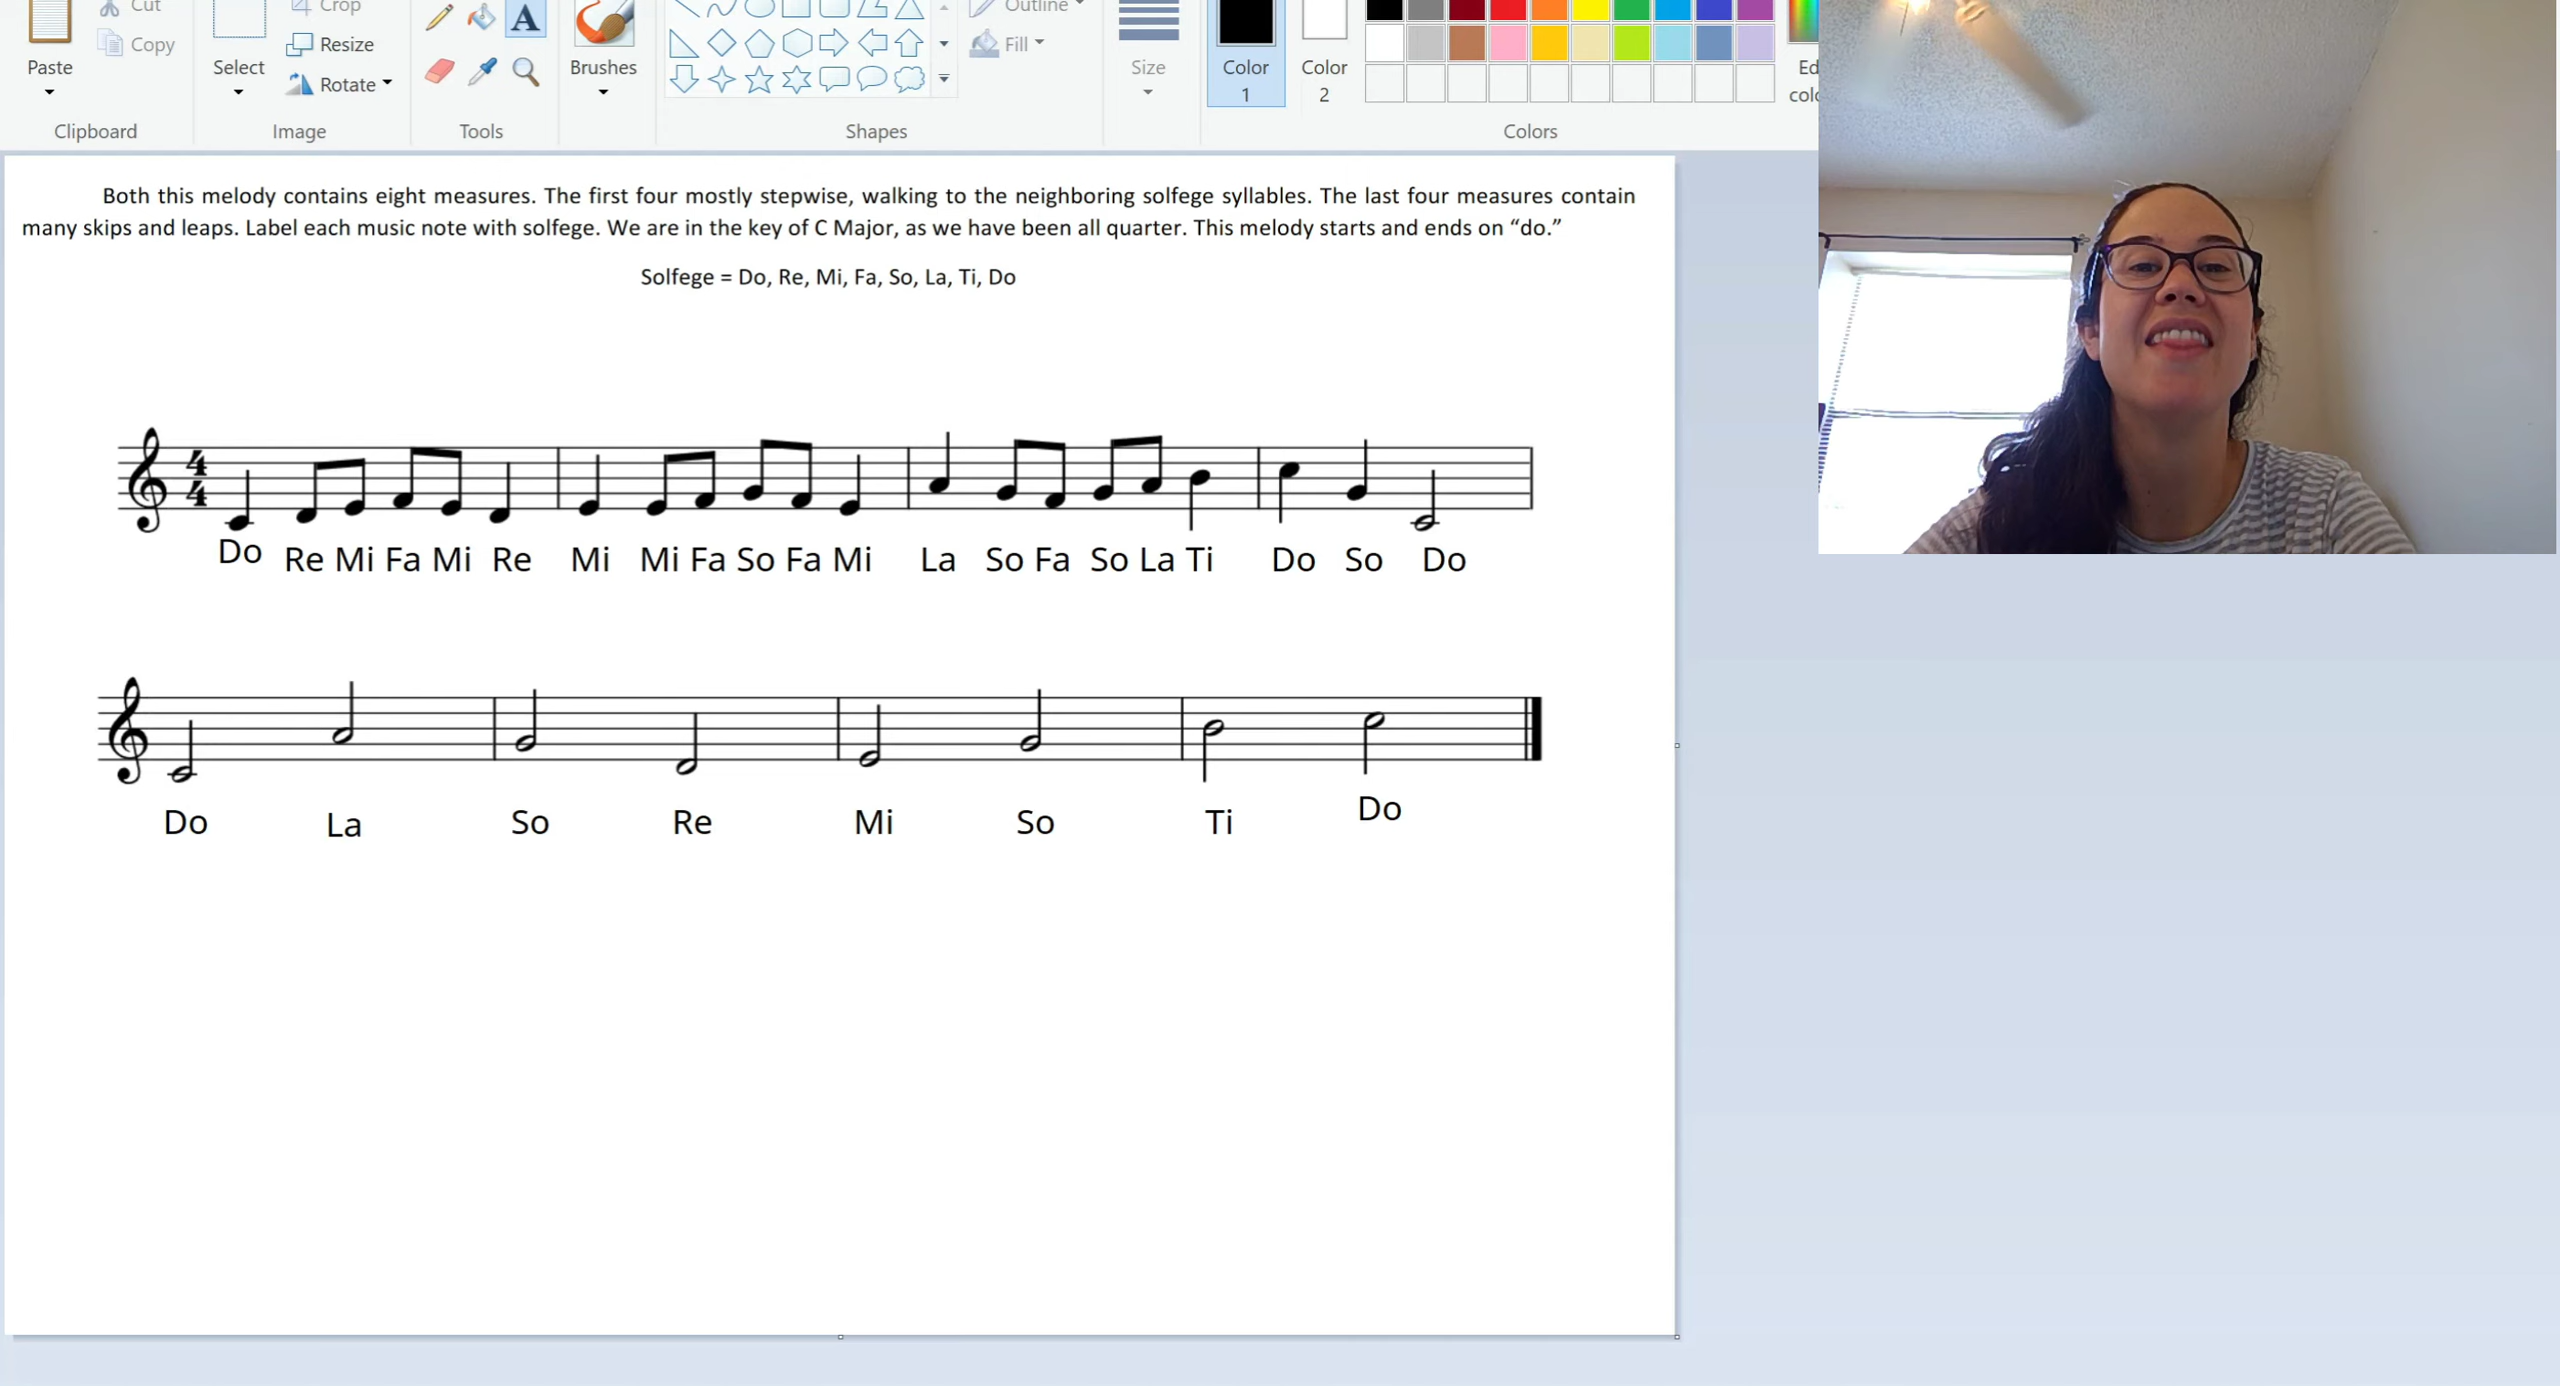 Cut
Crop
Outline
Copy
Resize
Fill
Paste
Select
Rotate
Brushes
Size
Color
1
Color
2
Clipboard
Image
Tools
Shapes
Colors
Both this melody contains eight measures. The first four mostly stepwise, walking to the neighboring solfege syllables. The last four measures contain
many skips and leaps. Label each music note with solfege. We are in the key of C Major, as we have been all quarter. This melody starts and ends on “do.”
Solfege = Do, Re, Mi, Fa, So, La, Ti, Do
4
4
Do Re Mi Fa Mi Re Mi Mi Fa So Fa Mi La So Fa So La Ti Do So Do
Do La So Re Mi So Ti Do